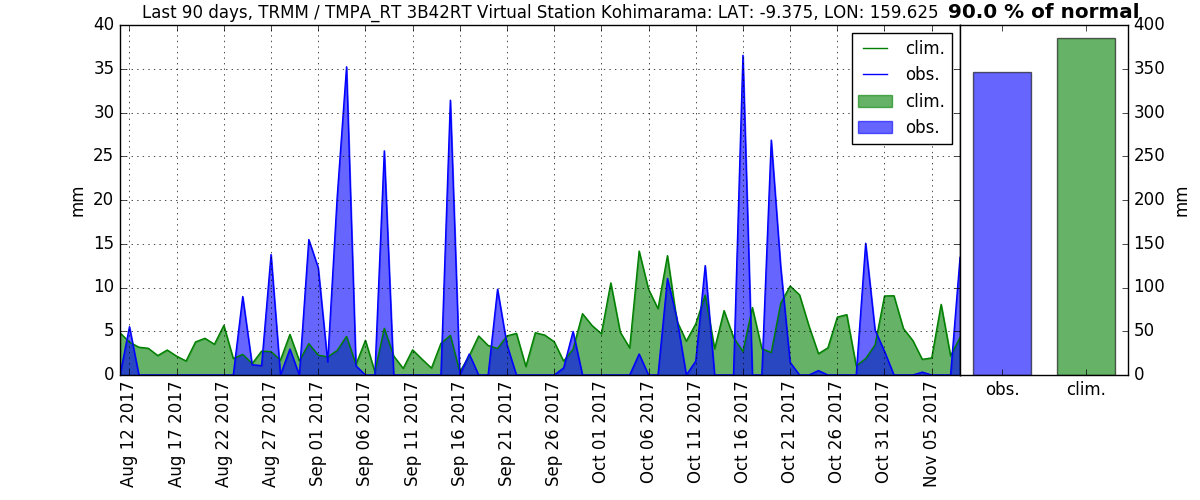 Last 90 days, TRMM / TMPA_RT 3B42RT Virtual Station Kohimarama: LAT: -9.375, LON: 159.625 90.0 % of normal
40
35
30
25
20
15
10
5
0
mm
clim.
obs.
clim.
obs.
400
350
300
250
200
150
100
50
0
mm
Aug 12 2017
Aug 17 2017
Aug 22 2017
Aug 27 2017
Sep 01 2017
Sep 06 2017
Sep 11 2017
Sep 16 2017
Sep 21 2017
Sep 26 2017
Oct 01 2017
Oct 06 2017
Oct 11 2017
Oct 16 2017
Oct 21 2017
Oct 26 2017
Oct 31 2017
Nov 05 2017
obs.
clim.